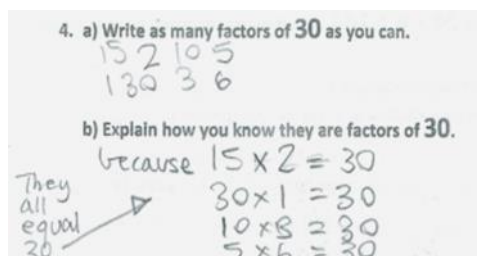 4. a) Write as many factors of 30 as you can.
15 2 10 5
1 30 3 6
b) Explain how you know they are factors of 30.
because 15 x 2 = 30
30 x 1 = 30
10 x 3 = 30
5 x 6 = 30
They
all
equal
30